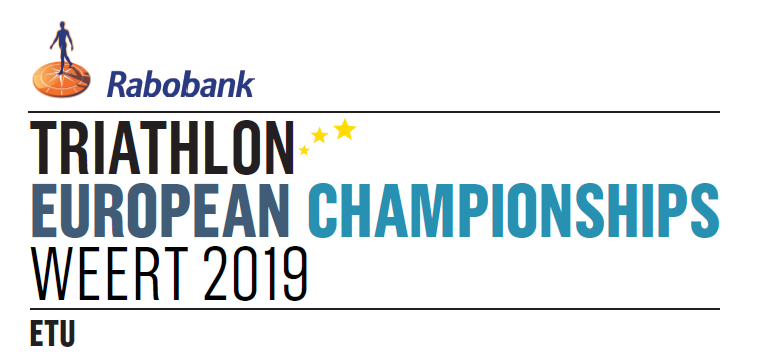 Rabobank
TRIATHLON
EUROPEAN CHAMPIONSHIPS
WEERT 2019
ETU